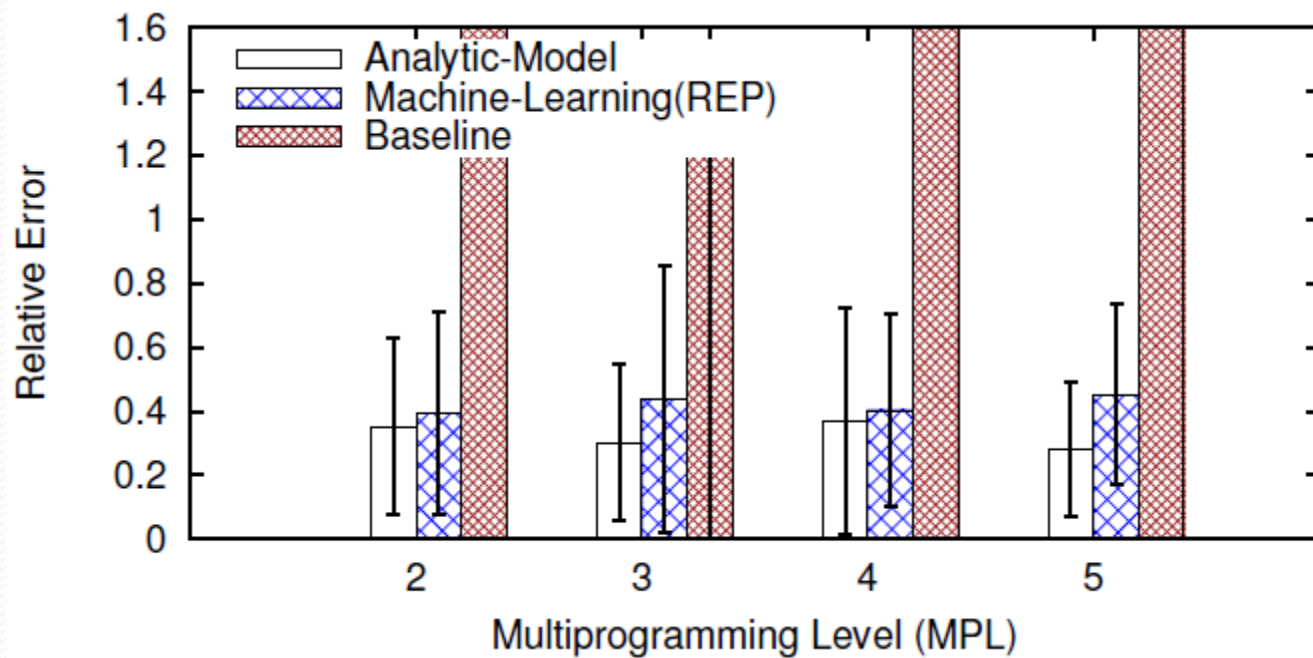 1.6
1.4
1.2
1
0.8
0.6
0.4
0.2
0
Relative Error
Analytic-Model
Machine-Learning(REP)
Baseline
2 3 4 5
Multiprogramming Level (MPL)